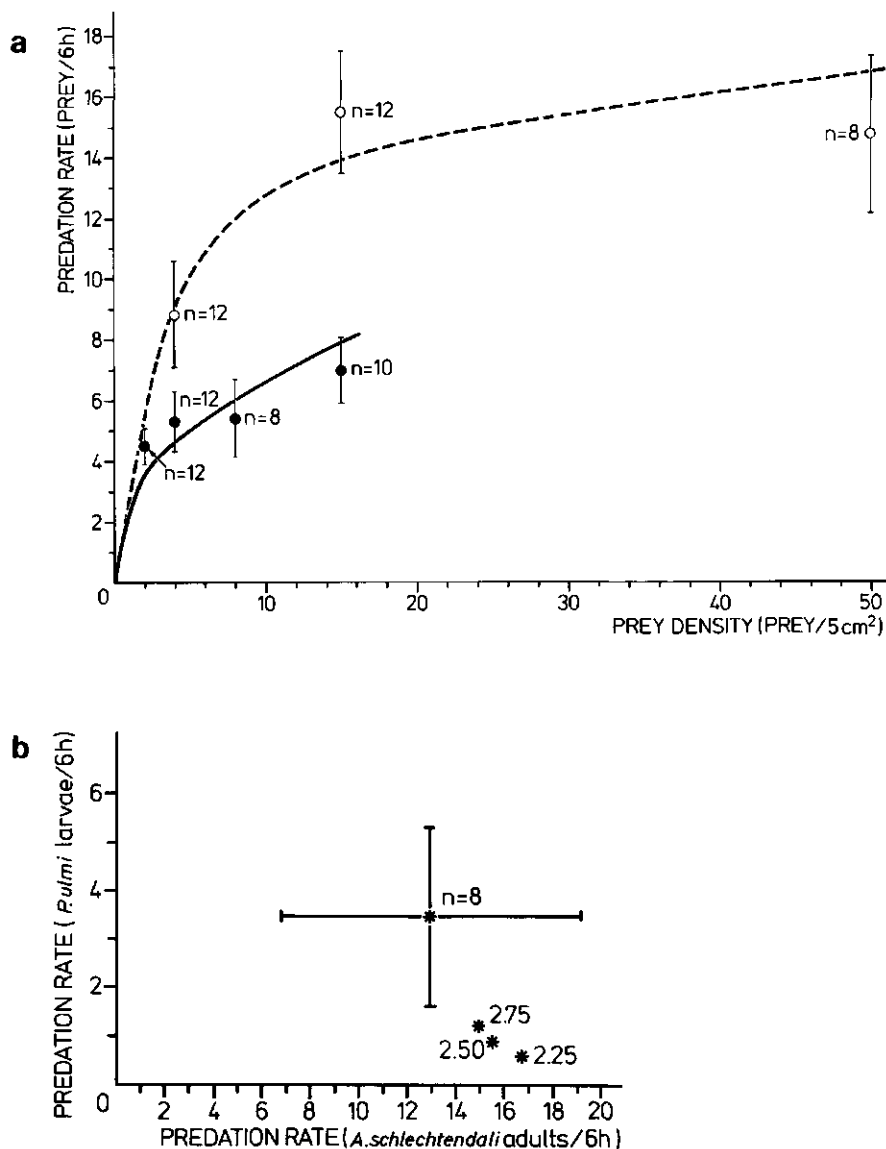 a
PREDATION RATE (PREY/6h)
18
16
14
12
10
8
6
4
2
0
n=12
n=8
n=12
n=10
n=12
n=8
n=12
10
20
30
40
50
PREY DENSITY (PREY/5cm²)
b
PREDATION RATE (P.ulmi larvae/6h)
6
4
2
0
n=8
2.75
2.50
2.25
2 4 6 8 10 12 13 14 16 18 20
PREDATION RATE (A.schlechtendali adults/6h)